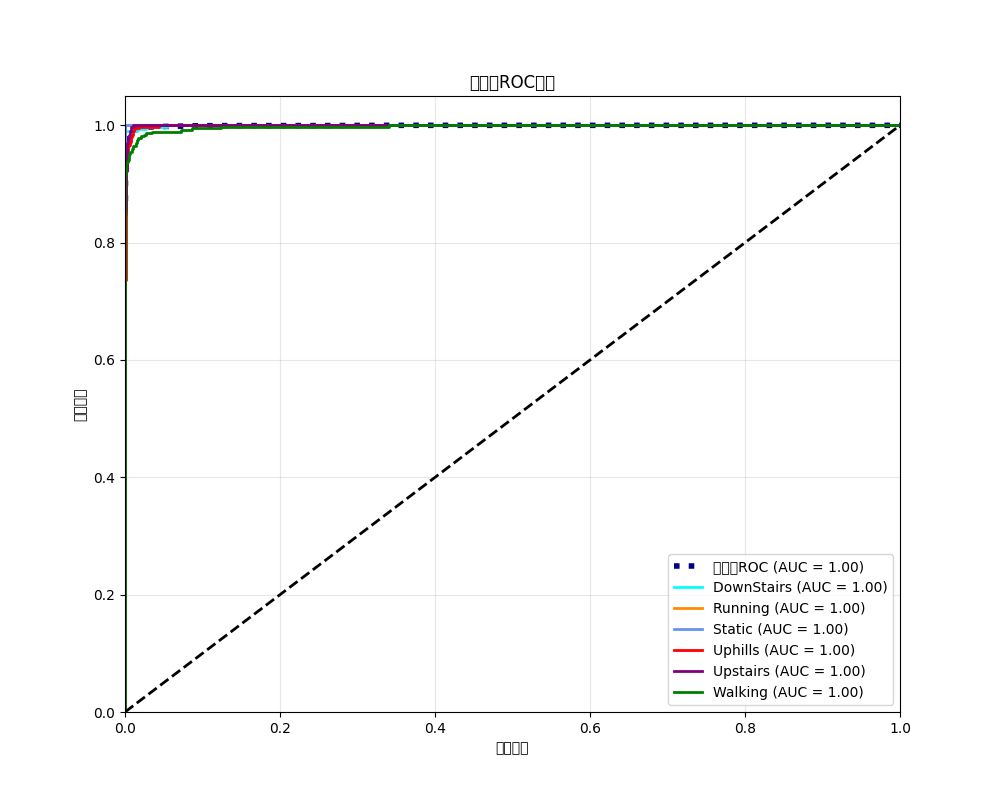 ROC
1.0
0.8
0.6
0.4
0.2
0.0
0.0 0.2 0.4 0.6 0.8 1.0
ROC (AUC = 1.00)
DownStairs (AUC = 1.00)
Running (AUC = 1.00)
Static (AUC = 1.00)
Uphills (AUC = 1.00)
Upstairs (AUC = 1.00)
Walking (AUC = 1.00)